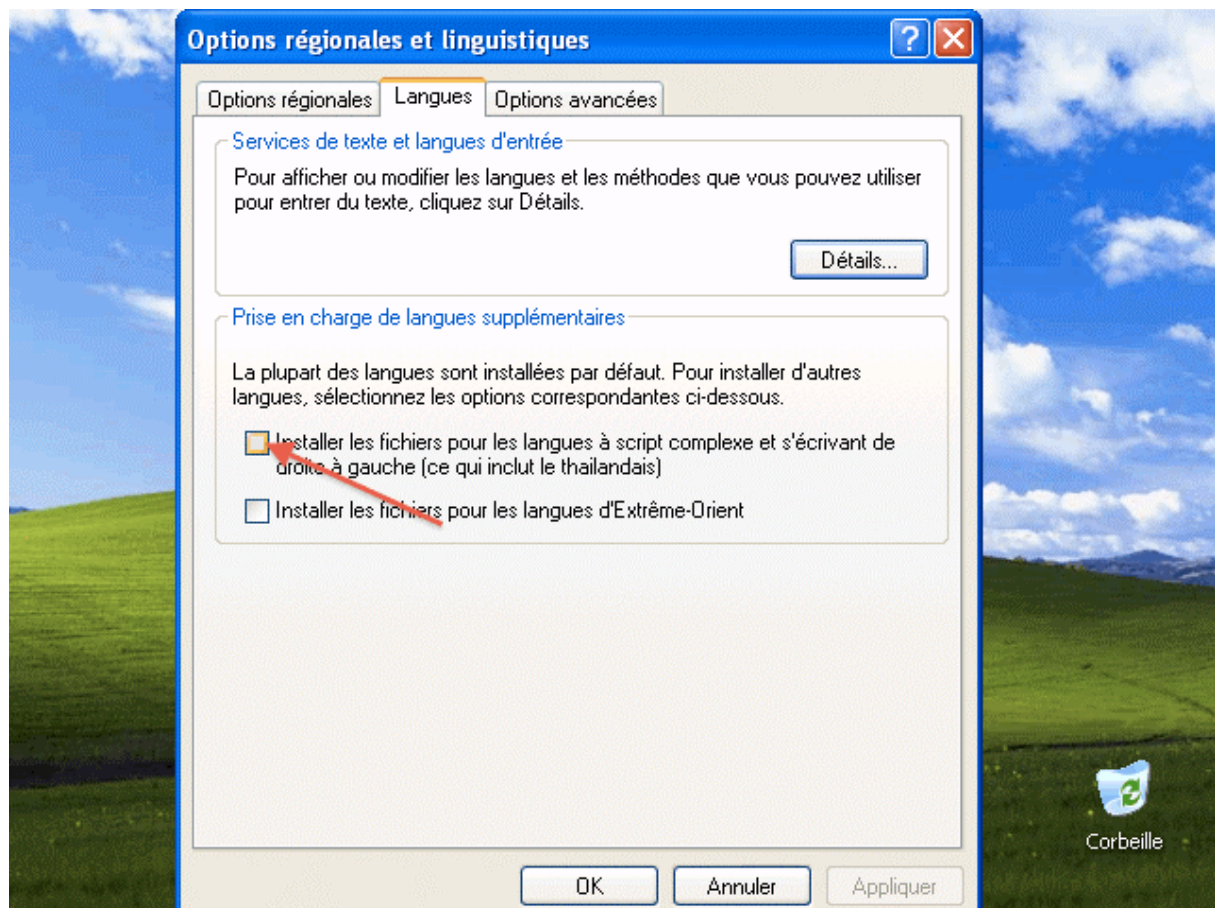 Options régionales et linguistiques
Options régionales
Langues
Options avancées
Services de texte et langues d'entrée
Pour afficher ou modifier les langues et les méthodes que vous pouvez utiliser
pour entrer du texte, cliquez sur Détails.
Détails...
Prise en charge de langues supplémentaires
La plupart des langues sont installées par défaut. Pour installer d'autres
langues, sélectionnez les options correspondantes ci-dessous.
Installer les fichiers pour les langues à script complexe et s'écrivant de
droite à gauche (ce qui inclut le thailandais)
Installer les fichiers pour les langues d'Extrême-Orient
Corbeille
OK
Annuler
Appliquer